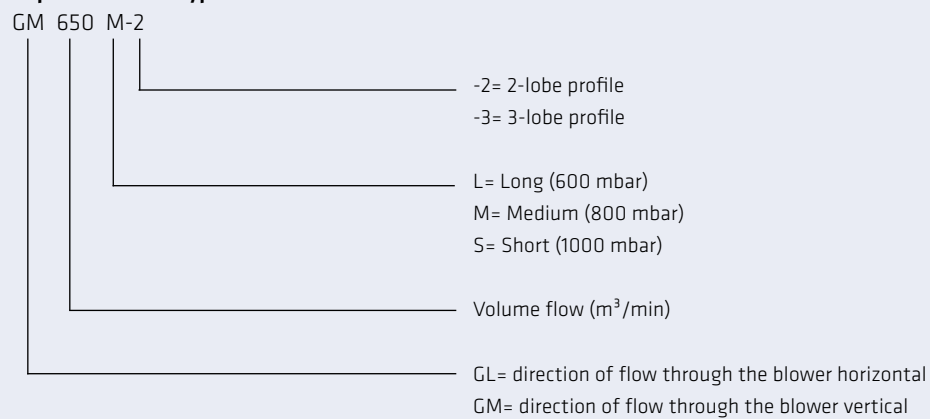 GM 650 M-2
-2= 2-lobe profile
-3= 3-lobe profile
L= Long (600 mbar)
M= Medium (800 mbar)
S= Short (1000 mbar)
Volume flow (m³/min)
GL= direction of flow through the blower horizontal
GM= direction of flow through the blower vertical